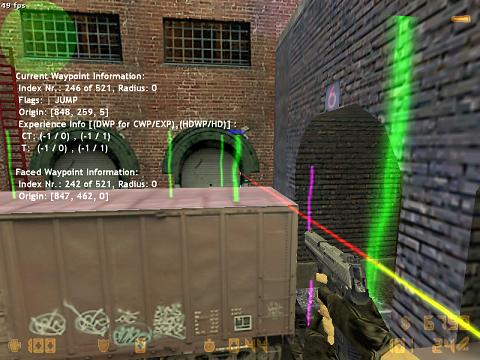 49 fps
Current Waypoint Information:
Index Nr.: 246 of 521, Radius: 0
Flags: | JUMP
Origin: [848, 259, 5]
6
Experience Info [(DWP for CWP/EXP),(HDWP/HD)] :
CT: (-1 / 0) , (-1 / 1)
T: (-1 / 0) , (-1 / 1)
Faced Waypoint Information:
Index Nr.: 242 of 521, Radius: 0
Origin: [847, 462, 0]
100